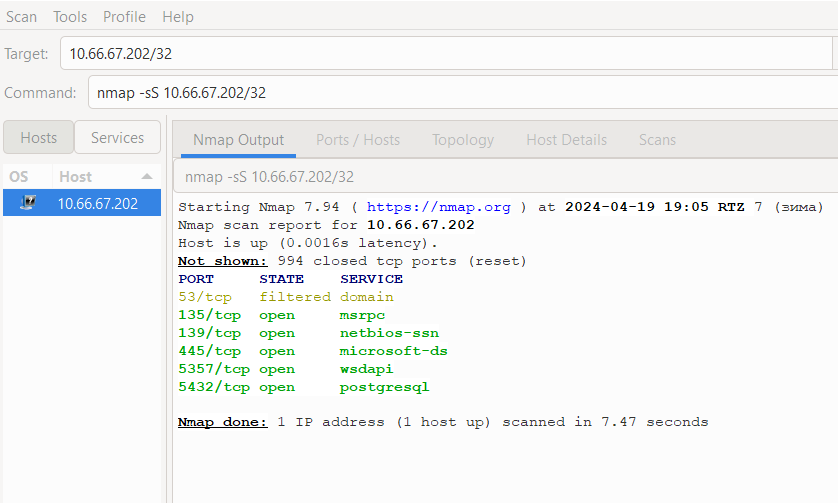 Scan Tools Profile Help
Target: 10.66.67.202/32
Command: nmap -sS 10.66.67.202/32
Hosts Services
Nmap Output Ports / Hosts Topology Host Details Scans
OS Host
10.66.67.202
nmap -sS 10.66.67.202/32
Starting Nmap 7.94 ( https://nmap.org ) at 2024-04-19 19:05 RTZ 7 (зима)
Nmap scan report for 10.66.67.202
Host is up (0.0016s latency).
Not shown: 994 closed tcp ports (reset)
PORT STATE SERVICE
53/tcp filtered domain
135/tcp open msrpc
139/tcp open netbios-ssn
445/tcp open microsoft-ds
5357/tcp open wsdapi
5432/tcp open postgresql
Nmap done: 1 IP address (1 host up) scanned in 7.47 seconds